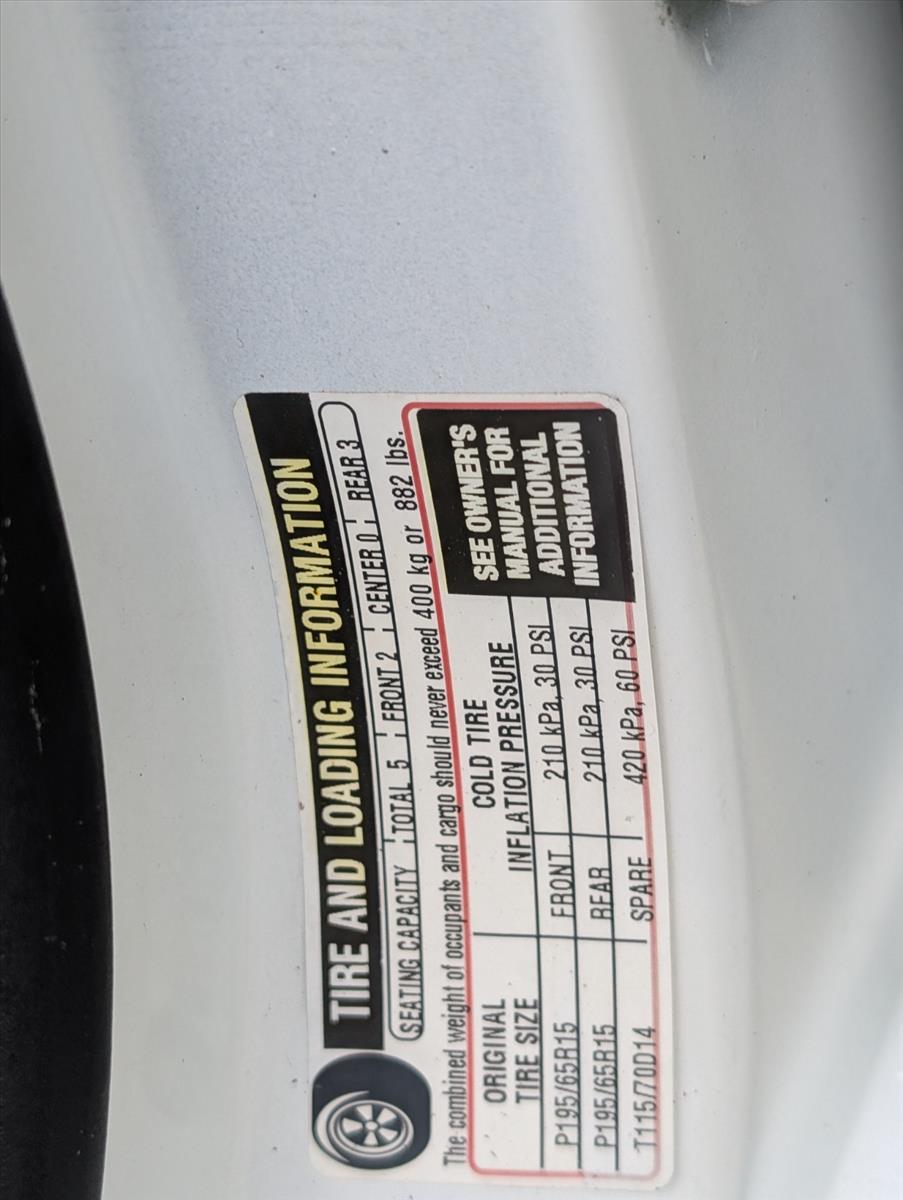 TIRE AND LOADING INFORMATION
SEATING CAPACITY TOTAL 5 FRONT 2 CENTER 0 REAR 3
The combined weight of occupants and cargo should never exceed 400 kg or 882 lbs.
ORIGINAL TIRE SIZE
COLD TIRE INFLATION PRESSURE
P195/65R15 FRONT 210 kPa, 30 PSI
P195/65R15 REAR 210 kPa, 30 PSI
T115/70D14 SPARE 420 kPa, 60 PSI
SEE OWNER'S
MANUAL FOR
ADDITIONAL
INFORMATION